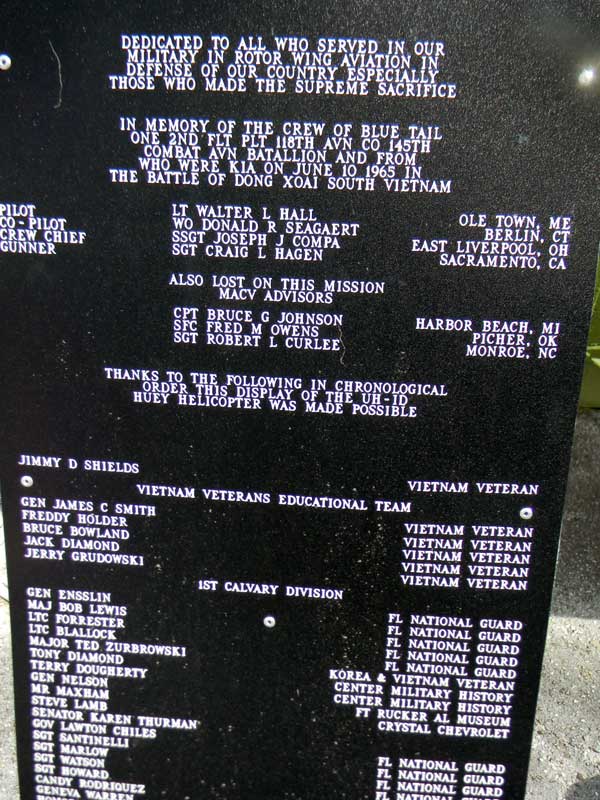 DEDICATED TO ALL WHO SERVED IN OUR
MILITARY IN ROTOR WING AVIATION IN
DEFENSE OF OUR COUNTRY ESPECIALLY
THOSE WHO MADE THE SUPREME SACRIFICE
IN MEMORY OF THE CREW OF BLUE TAIL
ONE 2ND FLT PLT 118TH AVN CO 145TH
COMBAT AVN BATALLION AND FROM
WHO WERE KIA ON JUNE 10 1965 IN
THE BATTLE OF DONG XOAI SOUTH VIETNAM
PILOT LT WALTER L HALL OLE TOWN, ME
CO-PILOT WO DONALD R SEAGAERT BERLIN, CT
CREW CHIEF SSGT JOSEPH J COMPA EAST LIVERPOOL, OH
GUNNER SGT CRAIG L HAGEN SACRAMENTO, CA
ALSO LOST ON THIS MISSION
MACV ADVISORS
CPT BRUCE G JOHNSON HARBOR BEACH, MI
SFC FRED M OWENS PICHER, OK
SGT ROBERT L CURLEE MONROE, NC
THANKS TO THE FOLLOWING IN CHRONOLOGICAL
ORDER THIS DISPLAY OF THE UH-ID
HUEY HELICOPTER WAS MADE POSSIBLE
JIMMY D SHIELDS VIETNAM VETERAN
VIETNAM VETERANS EDUCATIONAL TEAM
GEN JAMES C SMITH VIETNAM VETERAN
FREDDY HOLDER VIETNAM VETERAN
BRUCE BOWLAND VIETNAM VETERAN
JACK DIAMOND VIETNAM VETERAN
JERRY GRUDOWSKI VIETNAM VETERAN
1ST CALVARY DIVISION
GEN ENSSLIN FL NATIONAL GUARD
MAJ BOB LEWIS FL NATIONAL GUARD
LTC FORRESTER FL NATIONAL GUARD
LTC BLALLOCK FL NATIONAL GUARD
MAJOR TED ZURBROWSKI FL NATIONAL GUARD
TONY DIAMOND KOREA & VIETNAM VETERAN
TERRY DOUGHERTY CENTER MILITARY HISTORY
GEN NELSON CENTER MILITARY HISTORY
MR MAXHAM FT RUCKER AL MUSEUM
STEVE LAMB CRYSTAL CHEVROLET
SENATOR KAREN THURMAN
GOV LAWTON CHILES
SGT SANTINELLI FL NATIONAL GUARD
SGT MARLOW FL NATIONAL GUARD
SGT WATSON FL NATIONAL GUARD
SGT HOWARD
CANDY RODRIQUEZ
GENEVA WARREN